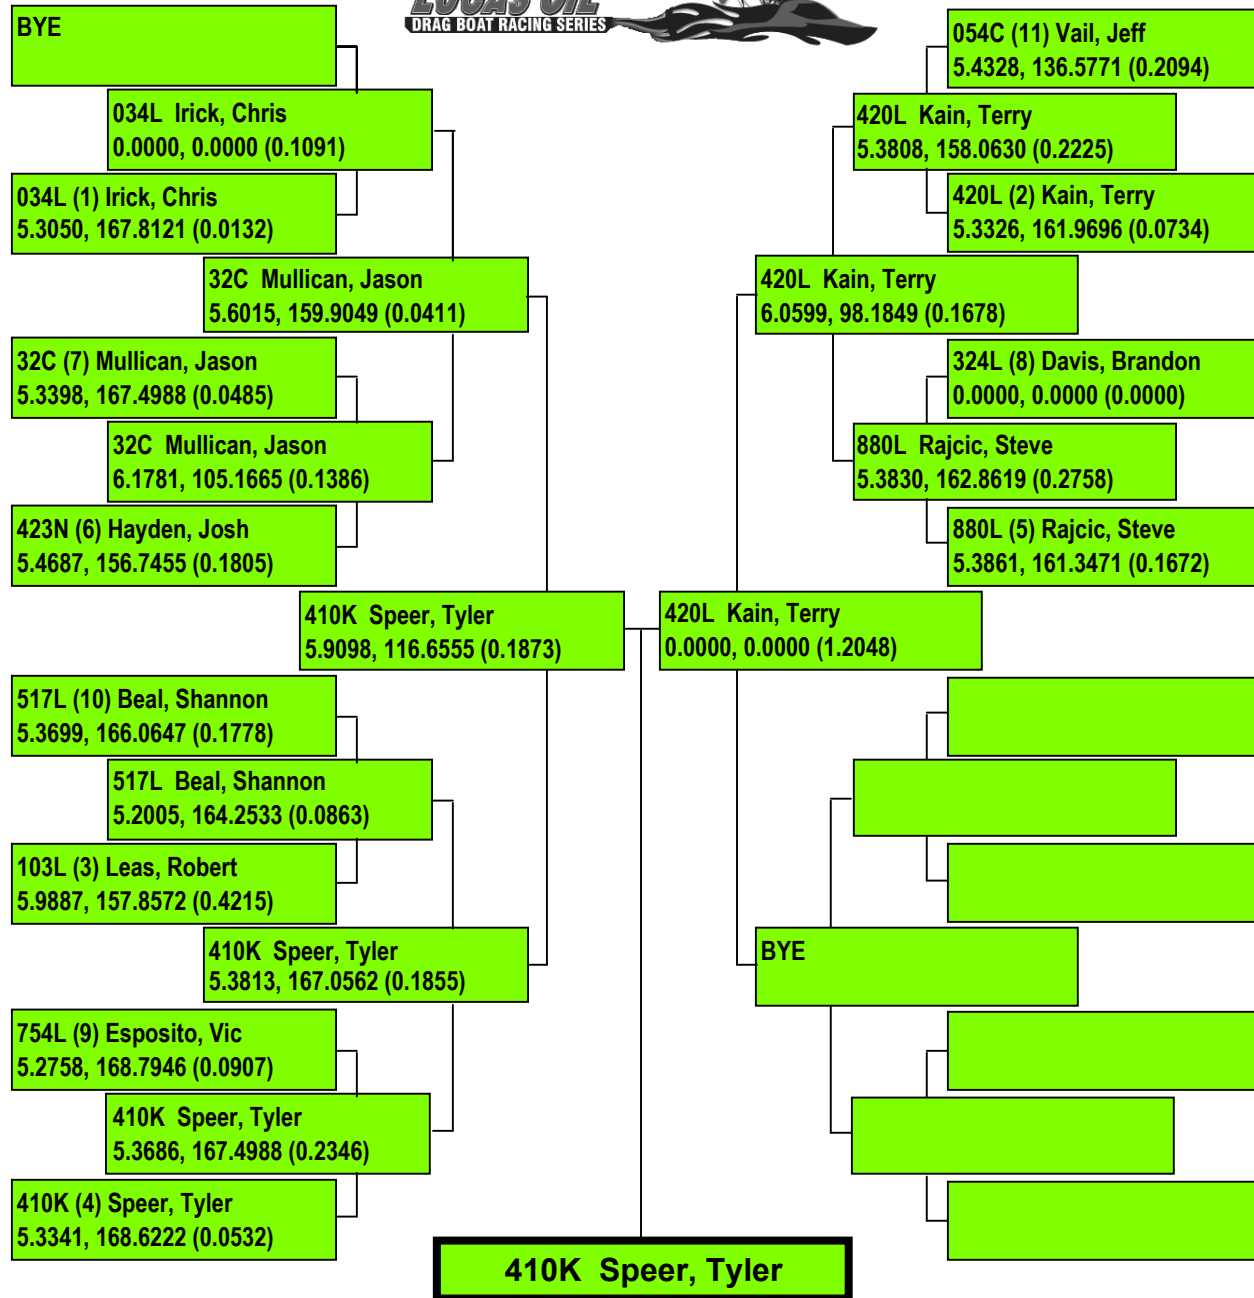 LUCAS OIL
DRAG BOAT RACING SERIES
BYE
034L Irick, Chris
0.0000, 0.0000 (0.1091)
034L (1) Irick, Chris
5.3050, 167.8121 (0.0132)
32C Mullican, Jason
5.6015, 159.9049 (0.0411)
32C (7) Mullican, Jason
5.3398, 167.4988 (0.0485)
32C Mullican, Jason
6.1781, 105.1665 (0.1386)
423N (6) Hayden, Josh
5.4687, 156.7455 (0.1805)
410K Speer, Tyler
5.9098, 116.6555 (0.1873)
517L (10) Beal, Shannon
5.3699, 166.0647 (0.1778)
517L Beal, Shannon
5.2005, 164.2533 (0.0863)
103L (3) Leas, Robert
5.9887, 157.8572 (0.4215)
410K Speer, Tyler
5.3813, 167.0562 (0.1855)
754L (9) Esposito, Vic
5.2758, 168.7946 (0.0907)
410K Speer, Tyler
5.3686, 167.4988 (0.2346)
410K (4) Speer, Tyler
5.3341, 168.6222 (0.0532)
054C (11) Vail, Jeff
5.4328, 136.5771 (0.2094)
420L Kain, Terry
5.3808, 158.0630 (0.2225)
420L (2) Kain, Terry
5.3326, 161.9696 (0.0734)
420L Kain, Terry
6.0599, 98.1849 (0.1678)
324L (8) Davis, Brandon
0.0000, 0.0000 (0.0000)
880L Rajcic, Steve
5.3830, 162.8619 (0.2758)
880L (5) Rajcic, Steve
5.3861, 161.3471 (0.1672)
420L Kain, Terry
0.0000, 0.0000 (1.2048)
BYE
410K Speer, Tyler